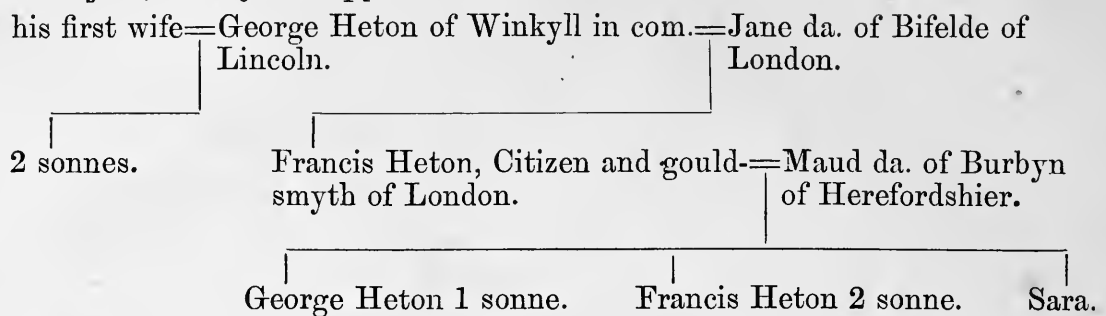 his first wife=George Heton of Winkyll in com.=Jane da. of Bifelde of
Lincoln. London.
2 sonnes. Francis Heton, Citizen and gould-=Maud da. of Burbyn
smyth of London. of Herefordshier.
George Heton 1 sonne. Francis Heton 2 sonne. Sara.